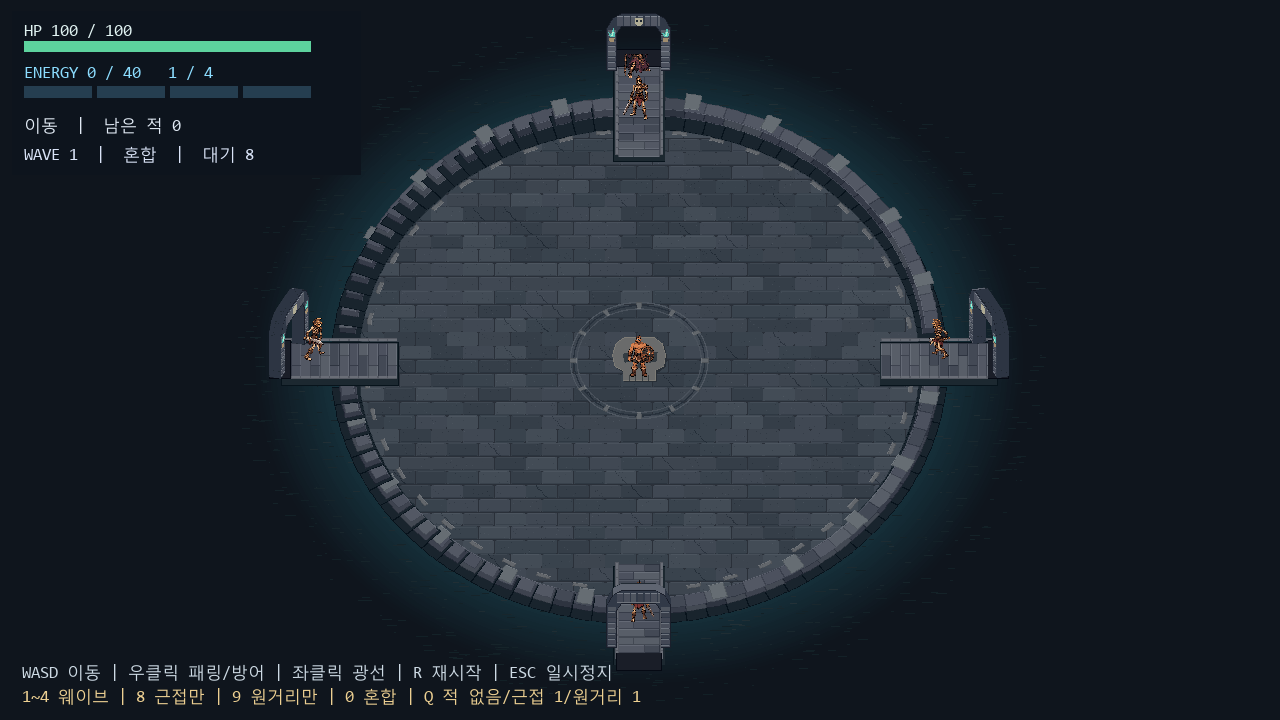 HP 100 / 100
ENERGY 0 / 40 1 / 4
이동 | 남은 적 0
WAVE 1 | 혼합 | 대기 8
WASD 이동 | 우클릭 패링/방어 | 좌클릭 광선 | R 재시작 | ESC 일시정지
1~4 웨이브 | 8 근접만 | 9 원거리만 | 0 혼합 | Q 적 없음/근접 1/원거리 1